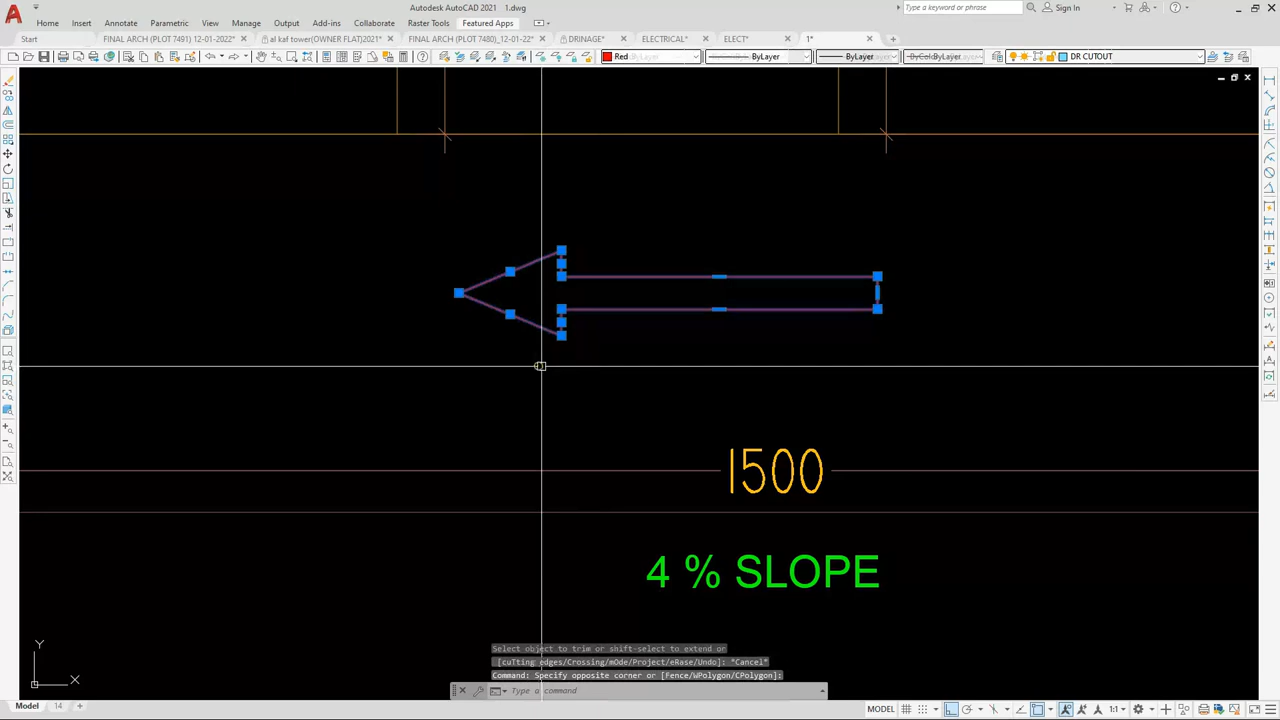 Autodesk AutoCAD 2021 1.dwg
Type a keyword or phrase
Sign In
Home Insert Annotate Parametric View Manage Output Add-ins Collaborate Raster Tools Featured Apps
Start FINAL ARCH (PLOT 7491) 12-01-2022* al kaf tower(OWNER FLAT)2021* FINAL ARCH (PLOT 7480)_12-01-22* DRINAGE* ELECTRICAL* ELECT* 1*
Red ByLayer ByLayer ByColor DR CUTOUT
1500
4 % SLOPE
Y
X
Select object to trim or shift-select to extend or
[cuTting edges/Crossing/mOde/Project/eRase/Undo]: *Cancel*
Command: Specify opposite corner or [Fence/WPolygon/CPolygon]:
Type a command
Model 14 MODEL 1:1